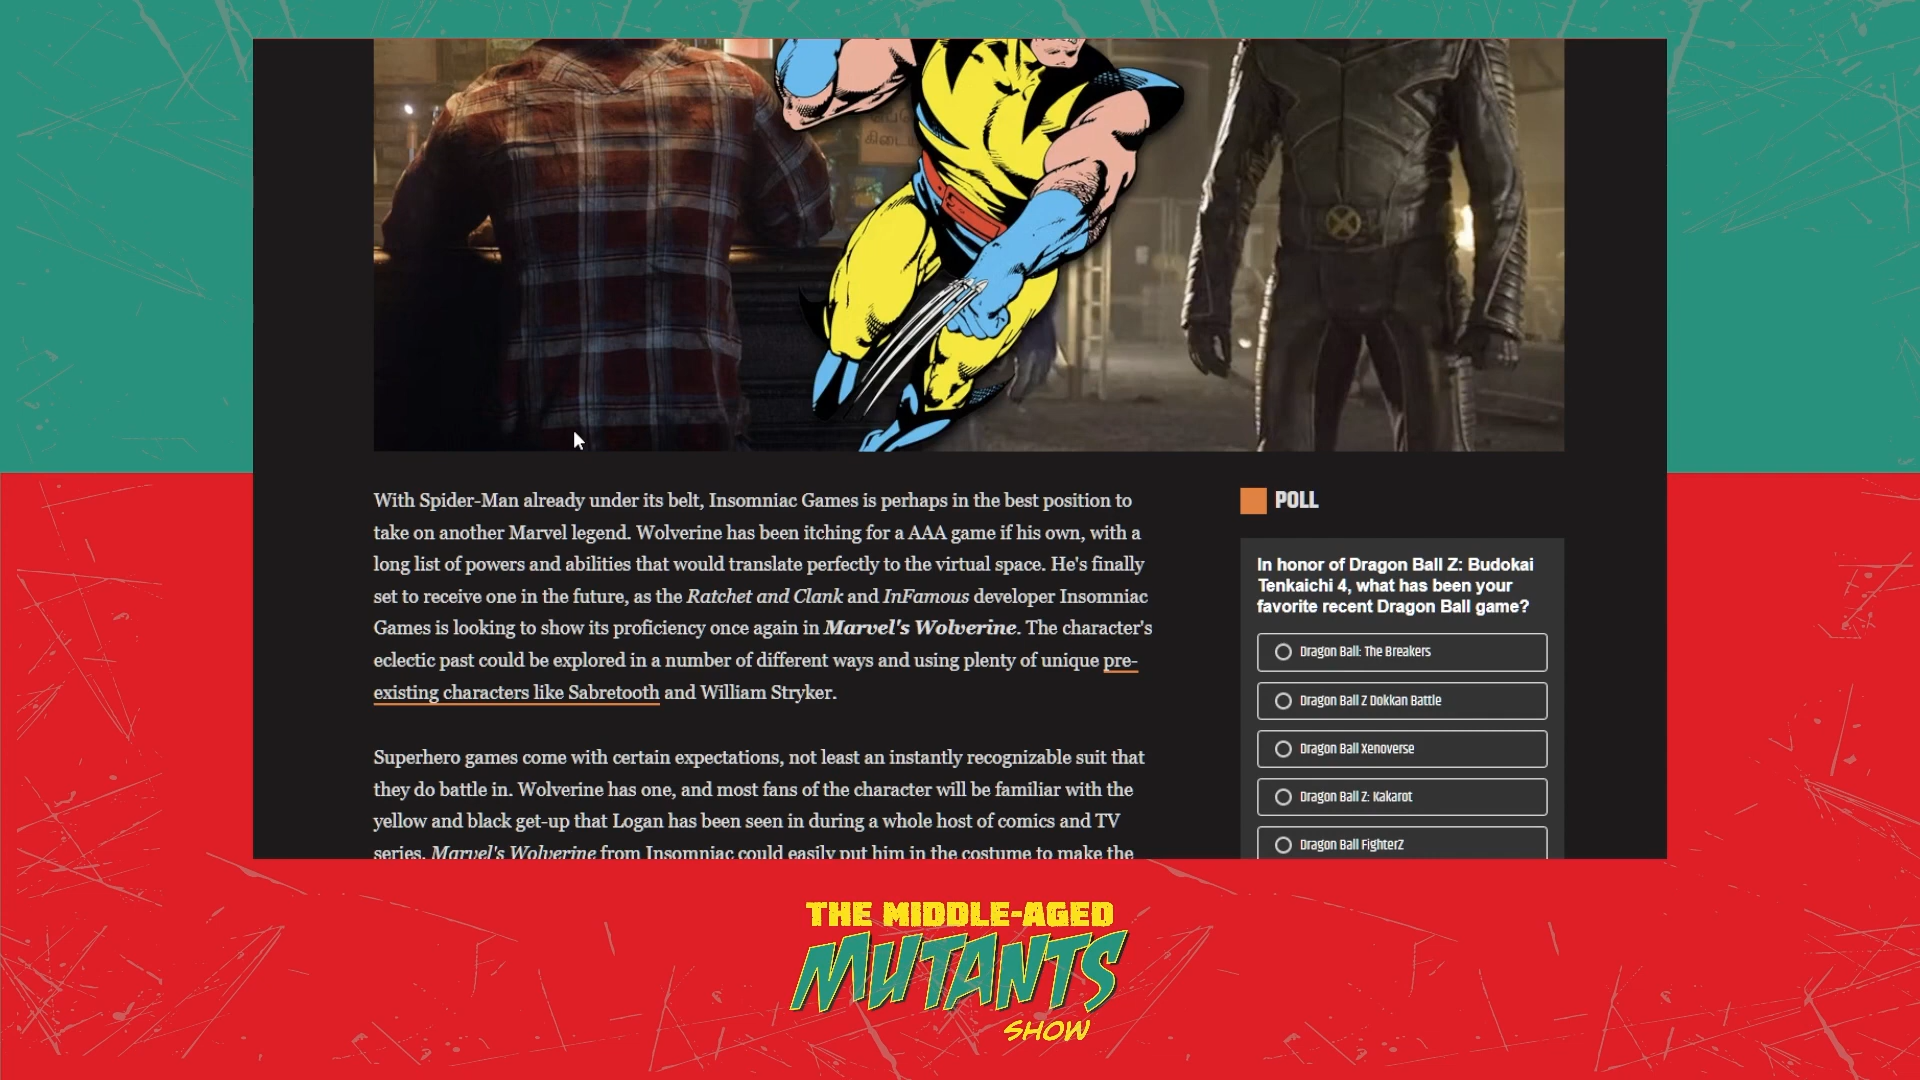 With Spider-Man already under its belt, Insomniac Games is perhaps in the best position to
take on another Marvel legend. Wolverine has been itching for a AAA game if his own, with a
long list of powers and abilities that would translate perfectly to the virtual space. He's finally
set to receive one in the future, as the Ratchet and Clank and InFamous developer Insomniac
Games is looking to show its proficiency once again in Marvel's Wolverine. The character's
eclectic past could be explored in a number of different ways and using plenty of unique pre-
existing characters like Sabretooth and William Stryker.
Superhero games come with certain expectations, not least an instantly recognizable suit that
they do battle in. Wolverine has one, and most fans of the character will be familiar with the
yellow and black get-up that Logan has been seen in during a whole host of comics and TV
series. Marvel's Wolverine from Insomniac could easily put him in the costume to make the
POLL
In honor of Dragon Ball Z: Budokai
Tenkaichi 4, what has been your
favorite recent Dragon Ball game?
Dragon Ball: The Breakers
Dragon Ball Z Dokkan Battle
Dragon Ball Xenoverse
Dragon Ball Z: Kakarot
Dragon Ball FighterZ
THE MIDDLE-AGED
MUTANTS
SHOW